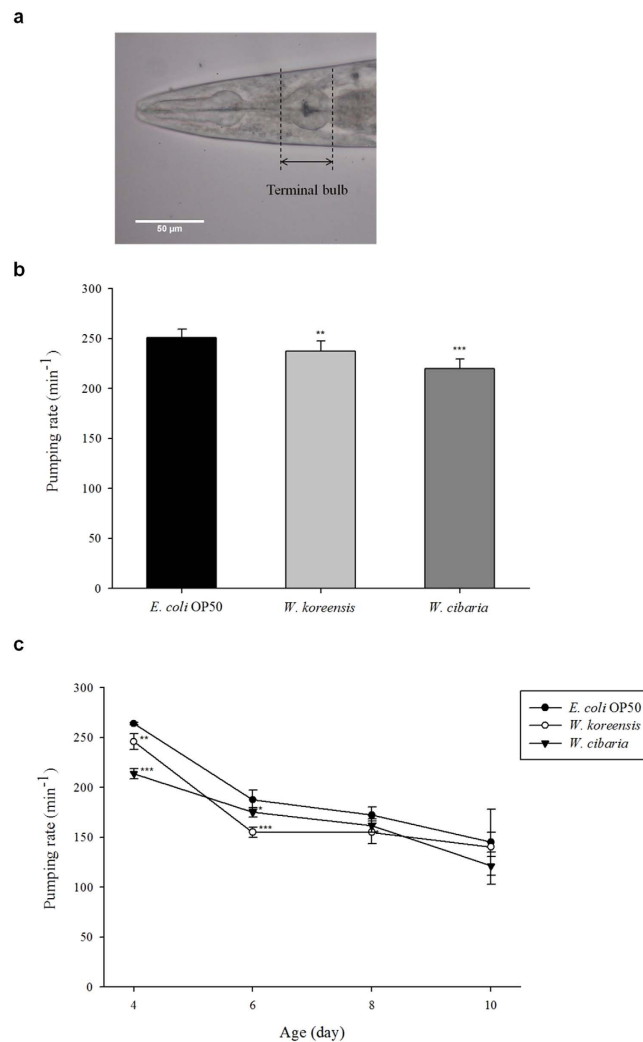 a
Terminal bulb
50 µm
b
Pumping rate (min⁻¹)
300
250
200
150
100
50
0
**
***
E. coli OP50
W. koreensis
W. cibaria
c
Pumping rate (min⁻¹)
300
250
200
150
100
50
0
**
***
*
***
4
6
8
10
Age (day)
E. coli OP50
W. koreensis
W. cibaria